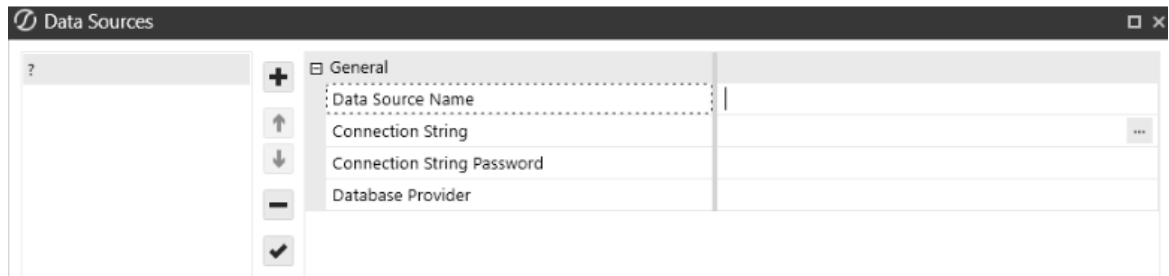 Data Sources
?
General
Data Source Name
Connection String
...
Connection String Password
Database Provider